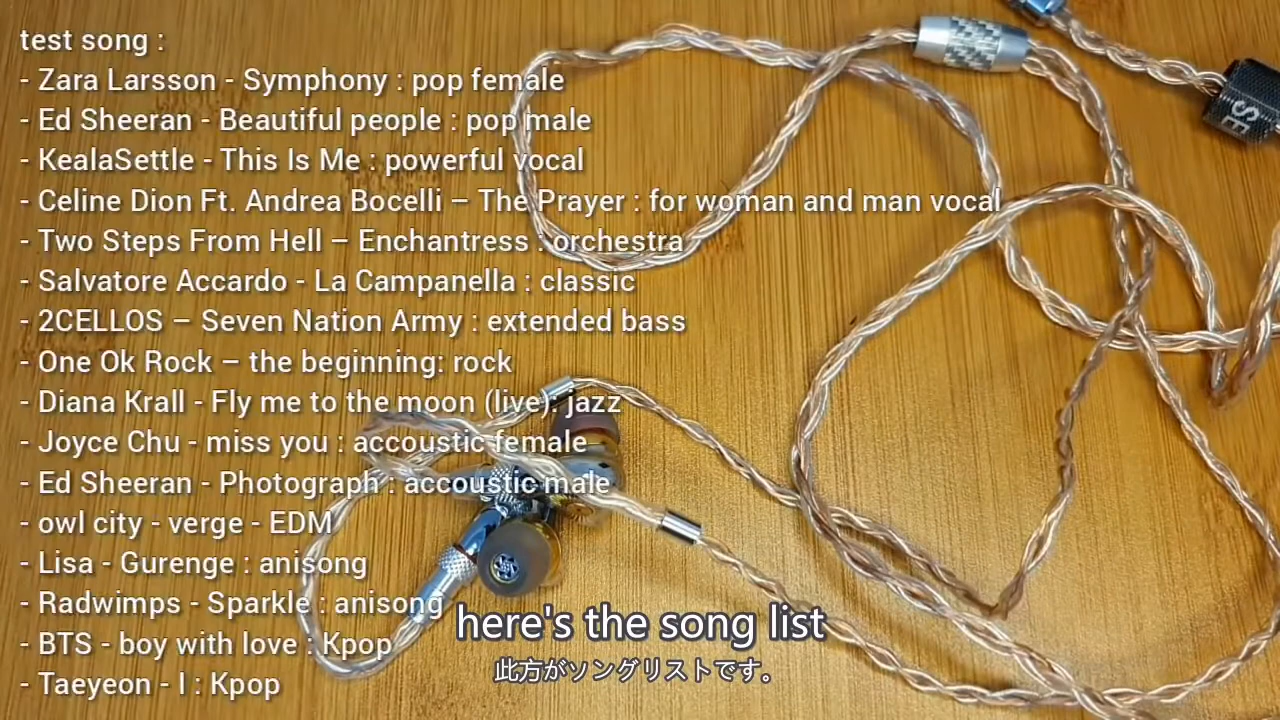 test song :
- Zara Larsson - Symphony : pop female
- Ed Sheeran - Beautiful people : pop male
- KealaSettle - This Is Me : powerful vocal
- Celine Dion Ft. Andrea Bocelli – The Prayer : for woman and man vocal
- Two Steps From Hell – Enchantress : orchestra
- Salvatore Accardo - La Campanella : classic
- 2CELLOS – Seven Nation Army : extended bass
- One Ok Rock – the beginning: rock
- Diana Krall - Fly me to the moon (live): jazz
- Joyce Chu - miss you : accoustic female
- Ed Sheeran - Photograph : accoustic male
- owl city - verge - EDM
- Lisa - Gurenge : anisong
- Radwimps - Sparkle : anisong
- BTS - boy with love : Kpop
- Taeyeon - I : Kpop
SE
here's the song list
此方がソングリストです。